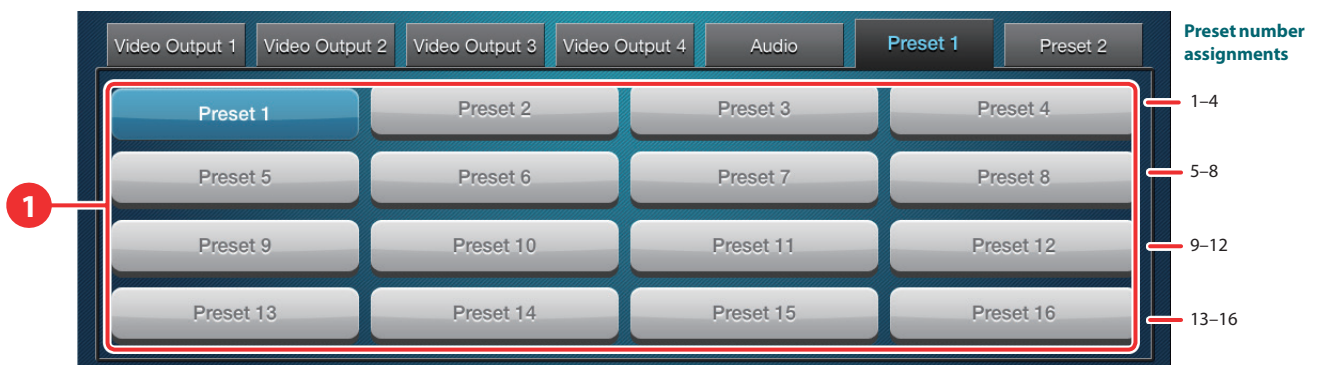 Video Output 1 Video Output 2 Video Output 3 Video Output 4 Audio Preset 1 Preset 2
Preset number
assignments
Preset 1 Preset 2 Preset 3 Preset 4 1–4
Preset 5 Preset 6 Preset 7 Preset 8 5–8
1
Preset 9 Preset 10 Preset 11 Preset 12 9–12
Preset 13 Preset 14 Preset 15 Preset 16 13–16